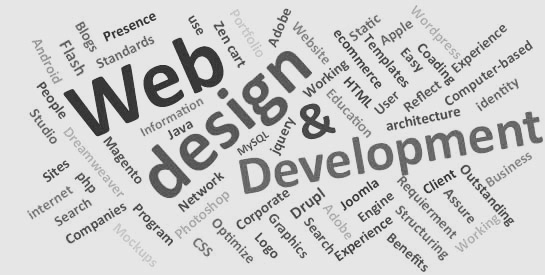 Web
design
&
Development
Presence
Blogs
Flash
Standards
Android
People
Studio
use
Zen cart
Portfolio
Adobe
Website
Static
ecommerce
Templates
Apple
Easy
Wordpress
Coading
Experience
Working
HTML
User
Reflect
Computer-based
identity
Education
architecture
Information
Java
MySQL
jquery
Dreamweaver
Magento
Sites
php
internet
Search
Companies
Program
Mockups
Network
Photoshop
CSS
Optimize
Corporate
Logo
Graphics
Drupl
Search
Adobe
Experience
Joomla
Engine
Requierment
Structuring
Benefits
Client
Assure
Outstanding
Working
Business